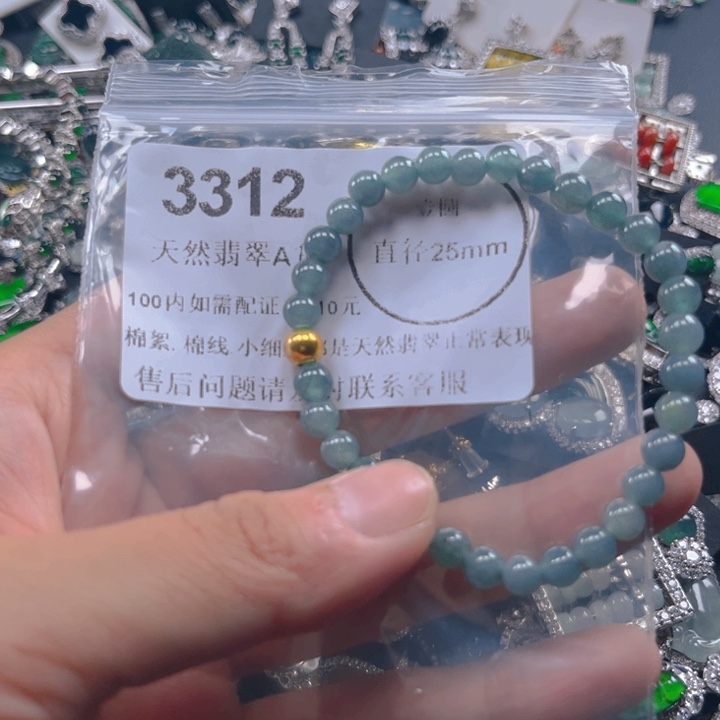 3312
天然翡翠A
直径25mm
100内如需配证 10元
棉絮.棉线.小细 是天然翡翠正常表现
售后问题请 时联系客服